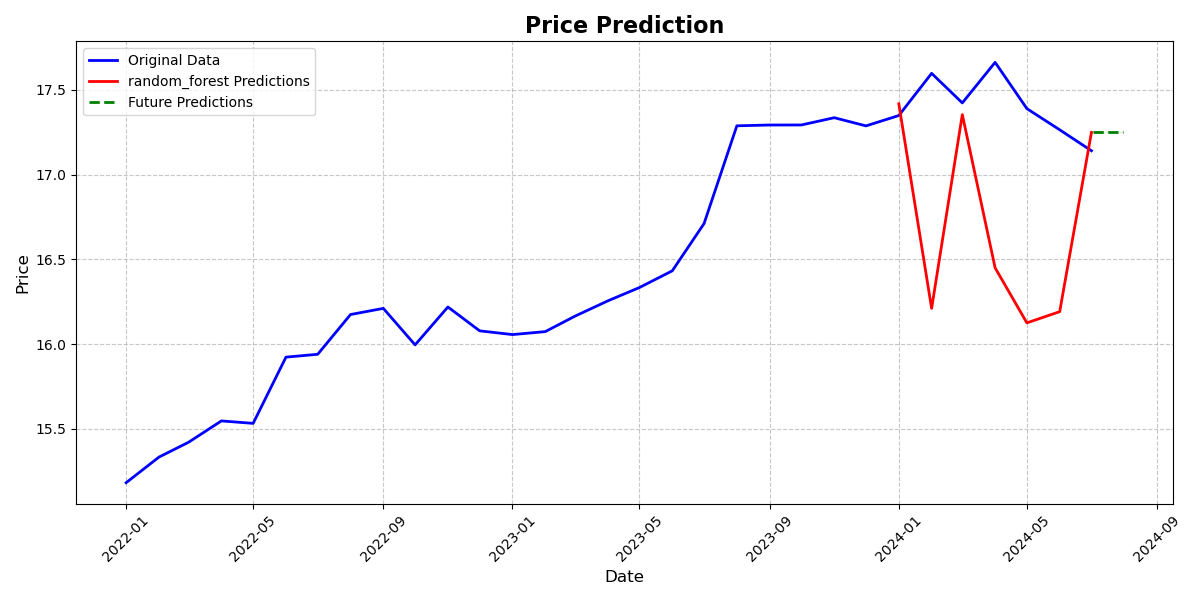 Price Prediction
Original Data
random_forest Predictions
Future Predictions
Price
17.5
17.0
16.5
16.0
15.5
2022-01
2022-05
2022-09
2023-01
2023-05
2023-09
2024-01
2024-05
2024-09
Date